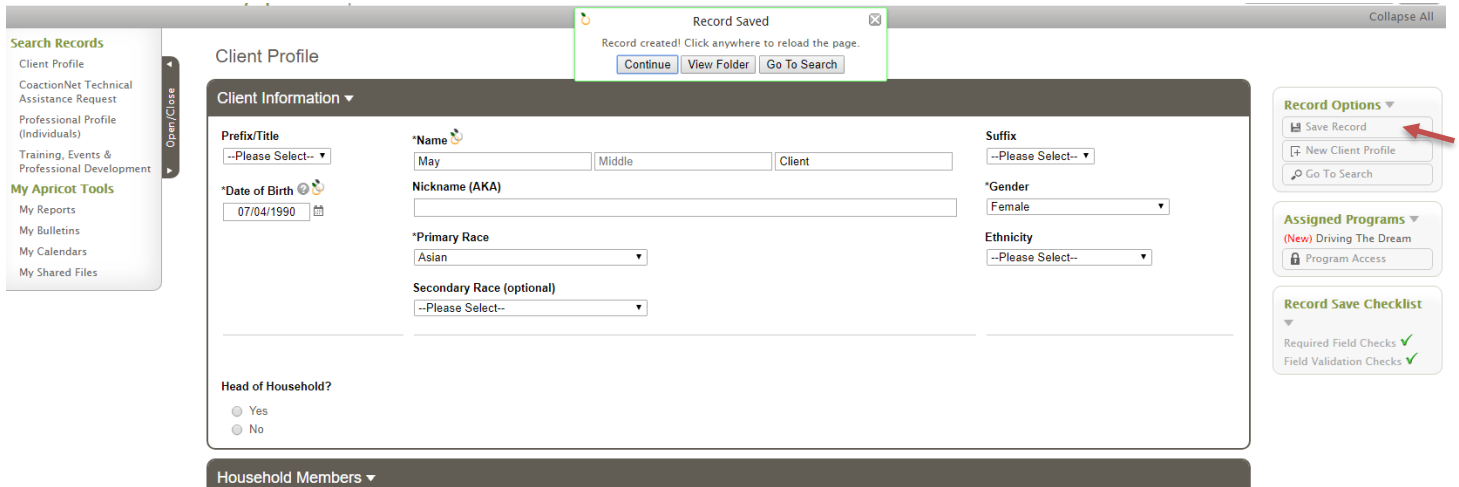 Collapse All
Record Saved
Record created! Click anywhere to reload the page.
Continue View Folder Go To Search
Search Records
Client Profile
CoactionNet Technical
Assistance Request
Professional Profile
(Individuals)
Training, Events &
Professional Development
My Apricot Tools
My Reports
My Bulletins
My Calendars
My Shared Files
Open/Close
Client Profile
Client Information
Prefix/Title
--Please Select--
*Name
May Middle Client
Suffix
--Please Select--
*Date of Birth
07/04/1990
Nickname (AKA)
*Gender
Female
*Primary Race
Asian
Ethnicity
--Please Select--
Secondary Race (optional)
--Please Select--
Head of Household?
Yes
No
Household Members
Record Options
Save Record
New Client Profile
Go To Search
Assigned Programs
(New) Driving The Dream
Program Access
Record Save Checklist
Required Field Checks
Field Validation Checks